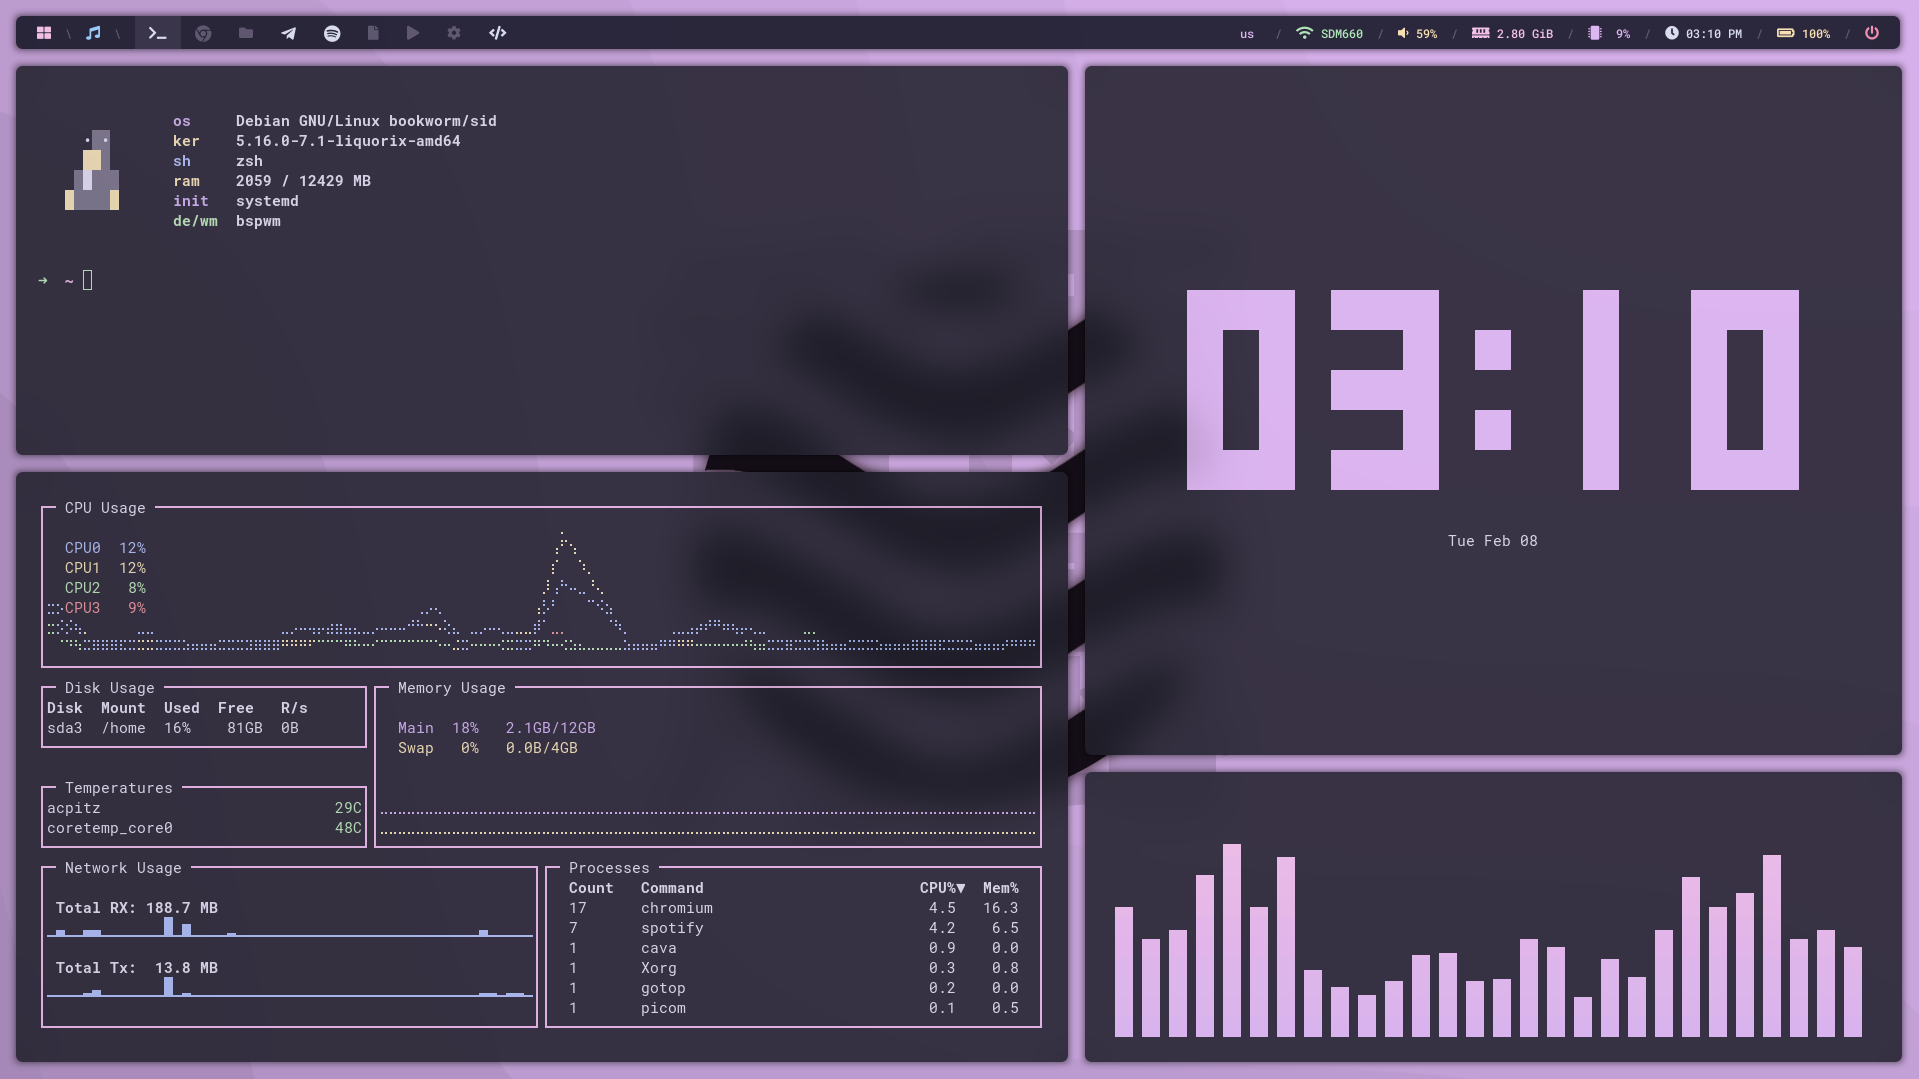 \ \ us / SDM660 / 59% / 2.80 GiB / 9% / 03:10 PM / 100% /
os Debian GNU/Linux bookworm/sid
ker 5.16.0-7.1-liquorix-amd64
sh zsh
ram 2059 / 12429 MB
init systemd
de/wm bspwm
➜ ~
CPU Usage
CPU0 12%
CPU1 12%
CPU2 8%
CPU3 9%
Disk Usage
Disk Mount Used Free R/s
sda3 /home 16% 81GB 0B
Memory Usage
Main 18% 2.1GB/12GB
Swap 0% 0.0B/4GB
Temperatures
acpitz 29C
coretemp_core0 48C
Network Usage
Total RX: 188.7 MB
Total Tx: 13.8 MB
Processes
Count Command CPU%▼ Mem%
17 chromium 4.5 16.3
7 spotify 4.2 6.5
1 cava 0.9 0.0
1 Xorg 0.3 0.8
1 gotop 0.2 0.0
1 picom 0.1 0.5
03:10
Tue Feb 08